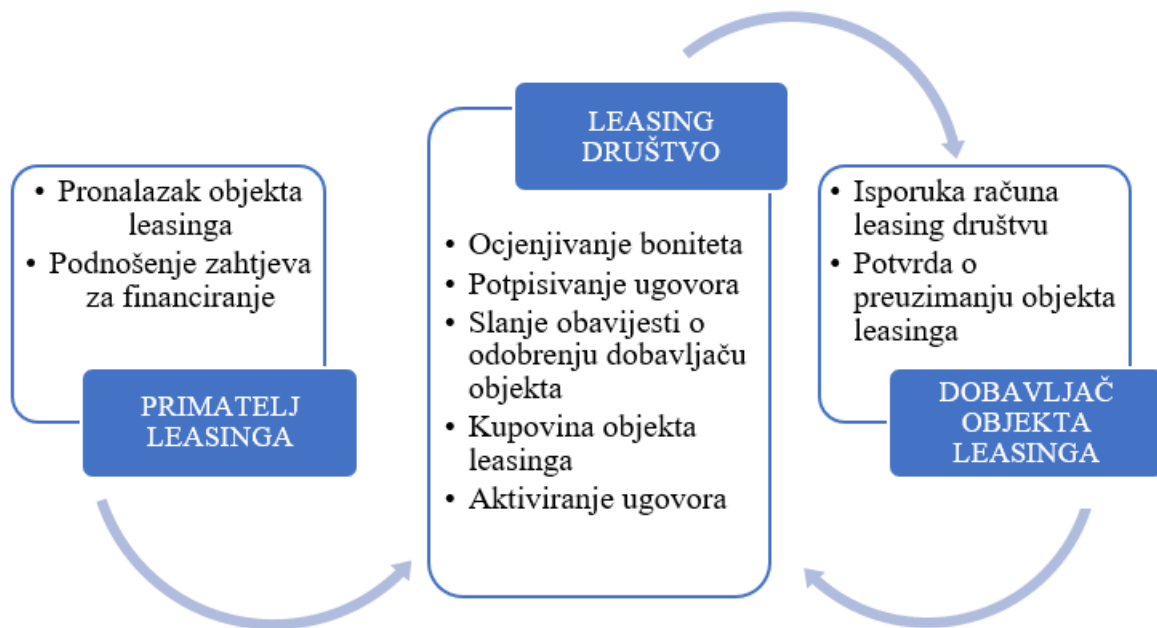 • Pronalazak objekta
leasinga
• Podnošenje zahtjeva
za financiranje
PRIMATELJ
LEASINGA
LEASING
DRUŠTVO
• Ocjenjivanje boniteta
• Potpisivanje ugovora
• Slanje obavijesti o
odobrenju dobavljaču
objekta
• Kupovina objekta
leasinga
• Aktiviranje ugovora
• Isporuka računa
leasing društvu
• Potvrda o
preuzimanju objekta
leasinga
DOBAVLJAČ
OBJEKTA
LEASINGA